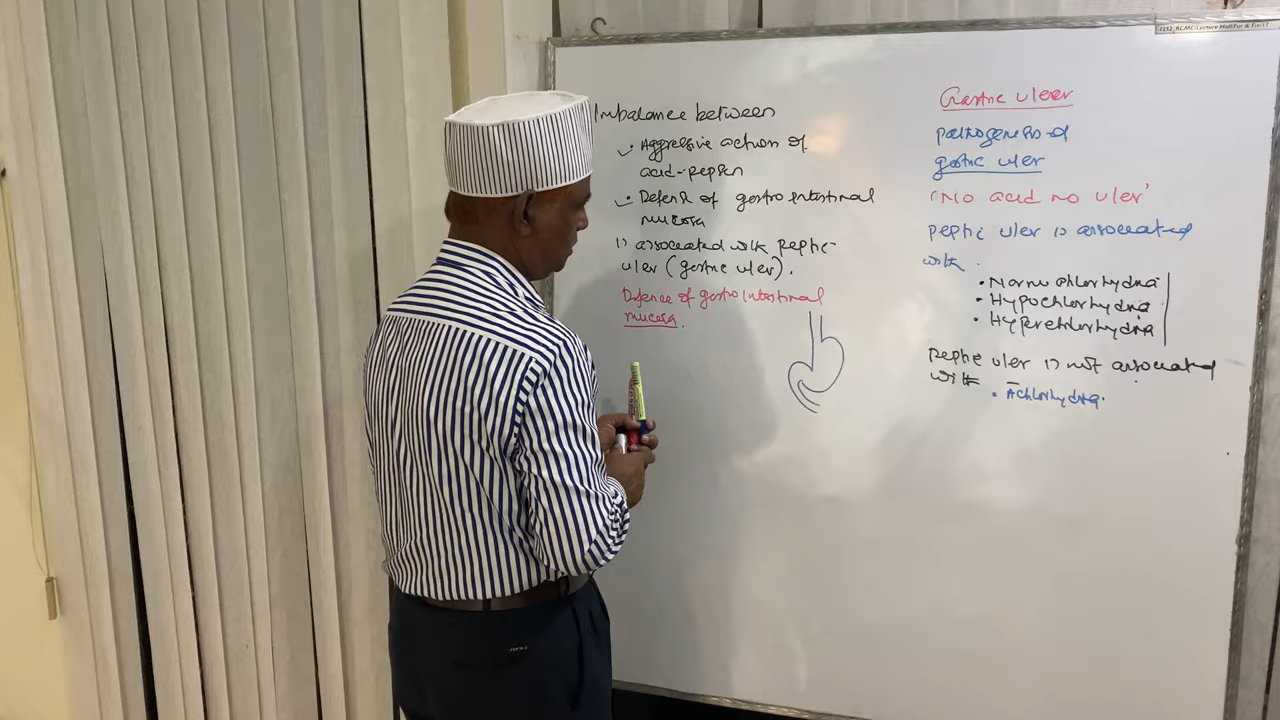 Imbalance between
• Aggressive action of
acid-pepsin
• Defense of gastrointestinal
mucosa
is associated with peptic
ulcer (gastric ulcer).
Defence of gastrointestinal
mucosa.
Gastric ulcer
pathogenesis of
gastric ulcer
'No acid no ulcer'
peptic ulcer is associated
with
• Normochlorhydria
• Hypochlorhydria
• Hyperchlorhydria
peptic ulcer is not associated
with
• Achlorhydria.